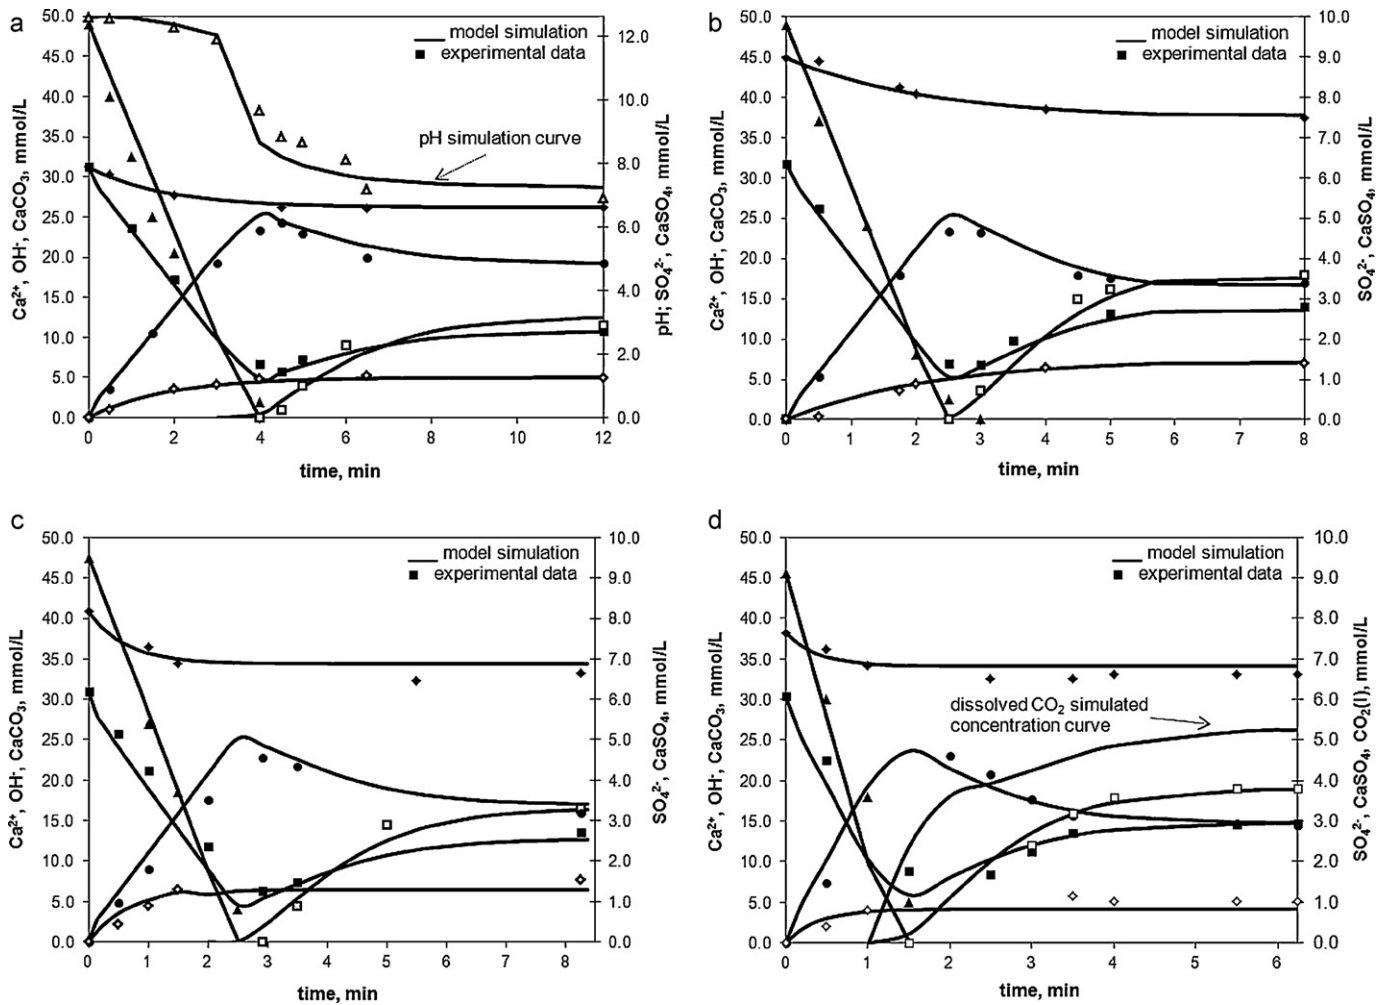 a
50.0
45.0
40.0
35.0
30.0
25.0
20.0
15.0
10.0
5.0
0.0
Ca²⁺, OH⁻, CaCO₃, mmol/L
model simulation
experimental data
pH simulation curve
12.0
10.0
8.0
6.0
4.0
2.0
0.0
pH; SO₄²⁻, CaSO₄, mmol/L
0 2 4 6 8 10 12
time, min
b
50.0
45.0
40.0
35.0
30.0
25.0
20.0
15.0
10.0
5.0
0.0
Ca²⁺, OH⁻, CaCO₃, mmol/L
model simulation
experimental data
10.0
9.0
8.0
7.0
6.0
5.0
4.0
3.0
2.0
1.0
0.0
SO₄²⁻, CaSO₄, mmol/L
0 1 2 3 4 5 6 7 8
time, min
c
50.0
45.0
40.0
35.0
30.0
25.0
20.0
15.0
10.0
5.0
0.0
Ca²⁺, OH⁻, CaCO₃, mmol/L
model simulation
experimental data
10.0
9.0
8.0
7.0
6.0
5.0
4.0
3.0
2.0
1.0
0.0
SO₄²⁻, CaSO₄, mmol/L
0 1 2 3 4 5 6 7 8
time, min
d
50.0
45.0
40.0
35.0
30.0
25.0
20.0
15.0
10.0
5.0
0.0
Ca²⁺, OH⁻, CaCO₃, mmol/L
model simulation
experimental data
dissolved CO₂ simulated
concentration curve
10.0
9.0
8.0
7.0
6.0
5.0
4.0
3.0
2.0
1.0
0.0
SO₄²⁻, CaSO₄, CO₂(l), mmol/L
0 1 2 3 4 5 6
time, min